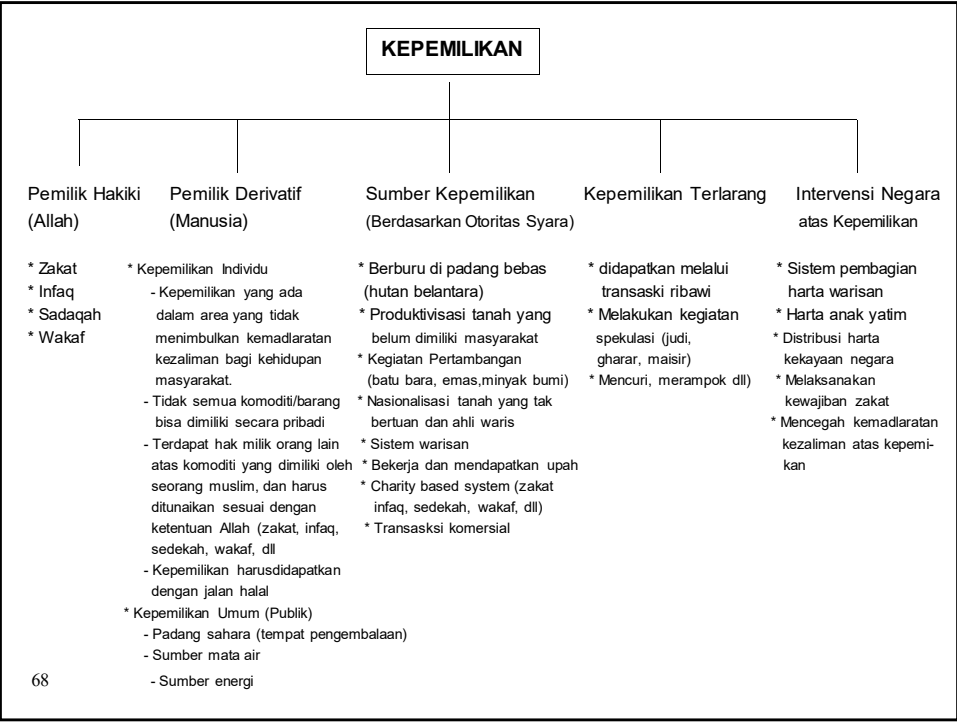 KEPEMILIKAN
Pemilik Hakiki
(Allah)
* Zakat
* Infaq
* Sadaqah
* Wakaf
Pemilik Derivatif
(Manusia)
* Kepemilikan Individu
- Kepemilikan yang ada
dalam area yang tidak
menimbulkan kemadlaratan
kezaliman bagi kehidupan
masyarakat.
- Tidak semua komoditi/barang
bisa dimiliki secara pribadi
- Terdapat hak milik orang lain
atas komoditi yang dimiliki oleh
seorang muslim, dan harus
ditunaikan sesuai dengan
ketentuan Allah (zakat, infaq,
sedekah, wakaf, dll
- Kepemilikan harusdidapatkan
dengan jalan halal
* Kepemilikan Umum (Publik)
- Padang sahara (tempat pengembalaan)
- Sumber mata air
- Sumber energi
Sumber Kepemilikan
(Berdasarkan Otoritas Syara)
* Berburu di padang bebas
(hutan belantara)
* Produktivisasi tanah yang
belum dimiliki masyarakat
* Kegiatan Pertambangan
(batu bara, emas,minyak bumi)
* Nasionalisasi tanah yang tak
bertuan dan ahli waris
* Sistem warisan
* Bekerja dan mendapatkan upah
* Charity based system (zakat
infaq, sedekah, wakaf, dll)
* Transasksi komersial
Kepemilikan Terlarang
* didapatkan melalui
transaski ribawi
* Melakukan kegiatan
spekulasi (judi,
gharar, maisir)
* Mencuri, merampok dll)
Intervensi Negara
atas Kepemilikan
* Sistem pembagian
harta warisan
* Harta anak yatim
* Distribusi harta
kekayaan negara
* Melaksanakan
kewajiban zakat
* Mencegah kemadlaratan
kezaliman atas kepemi-
kan
68